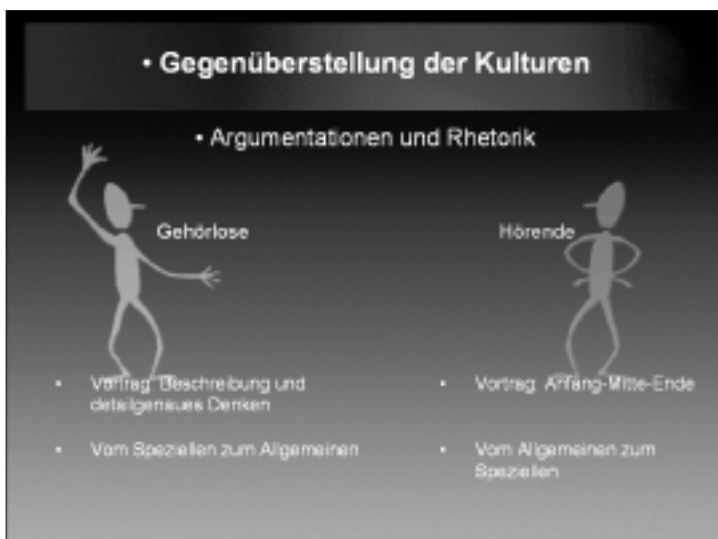 • Gegenüberstellung der Kulturen
• Argumentationen und Rhetorik
Gehörlose
Hörende
• Vortrag: Beschreibung und
detailgenaues Denken
• Vom Speziellen zum Allgemeinen
• Vortrag: Anfang-Mitte-Ende
• Vom Allgemeinen zum
Speziellen